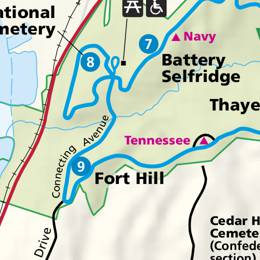 ational
metery
8
7
Navy
Battery
Selfridge
Thaye
Tennessee
Connecting Avenue
9
Fort Hill
Drive
Cedar H
Cemete
(Confede
section)